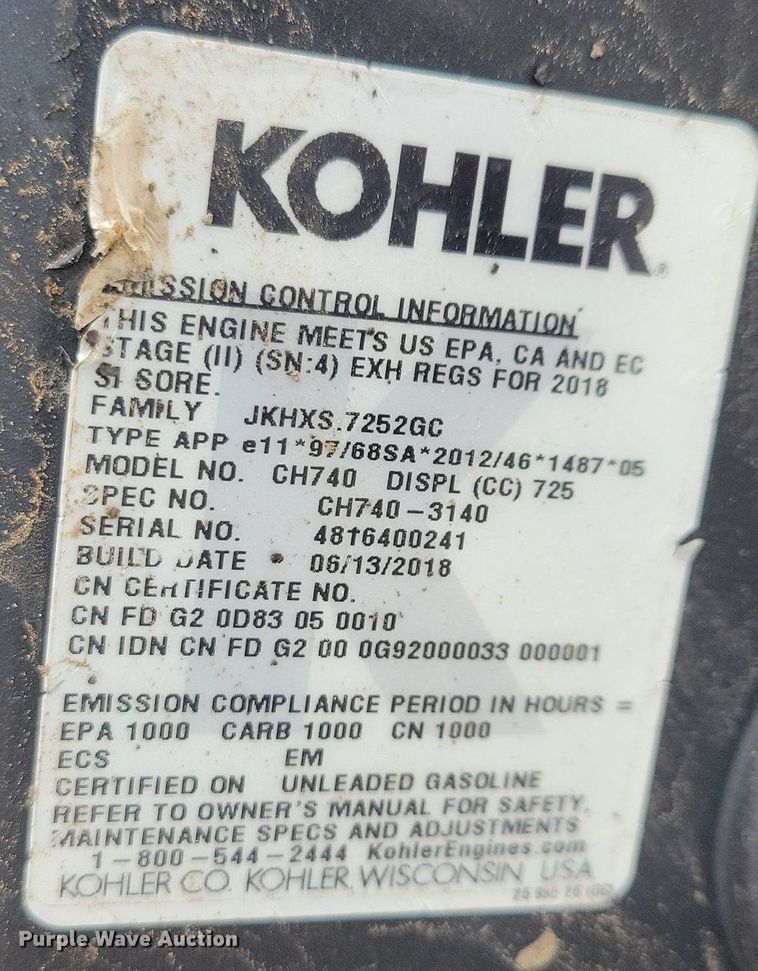 KOHLER®
EMISSION CONTROL INFORMATION
THIS ENGINE MEETS US EPA, CA AND EC
STAGE (II) (SN:4) EXH REGS FOR 2018
SI SORE.
FAMILY JKHXS.7252GC
TYPE APP e11*97/68SA*2012/46*1487*05
MODEL NO. CH740 DISPL (CC) 725
SPEC NO. CH740-3140
SERIAL NO. 4816400241
BUILD DATE 06/13/2018
CN CERTIFICATE NO.
CN FD G2 0D83 05 0010
CN IDN CN FD G2 00 0G92000033 000001
EMISSION COMPLIANCE PERIOD IN HOURS =
EPA 1000 CARB 1000 CN 1000
ECS EM
CERTIFIED ON UNLEADED GASOLINE
REFER TO OWNER'S MANUAL FOR SAFETY,
MAINTENANCE SPECS AND ADJUSTMENTS
1-800-544-2444 KohlerEngines.com
KOHLER CO. KOHLER, WISCONSIN USA
Purple Wave Auction